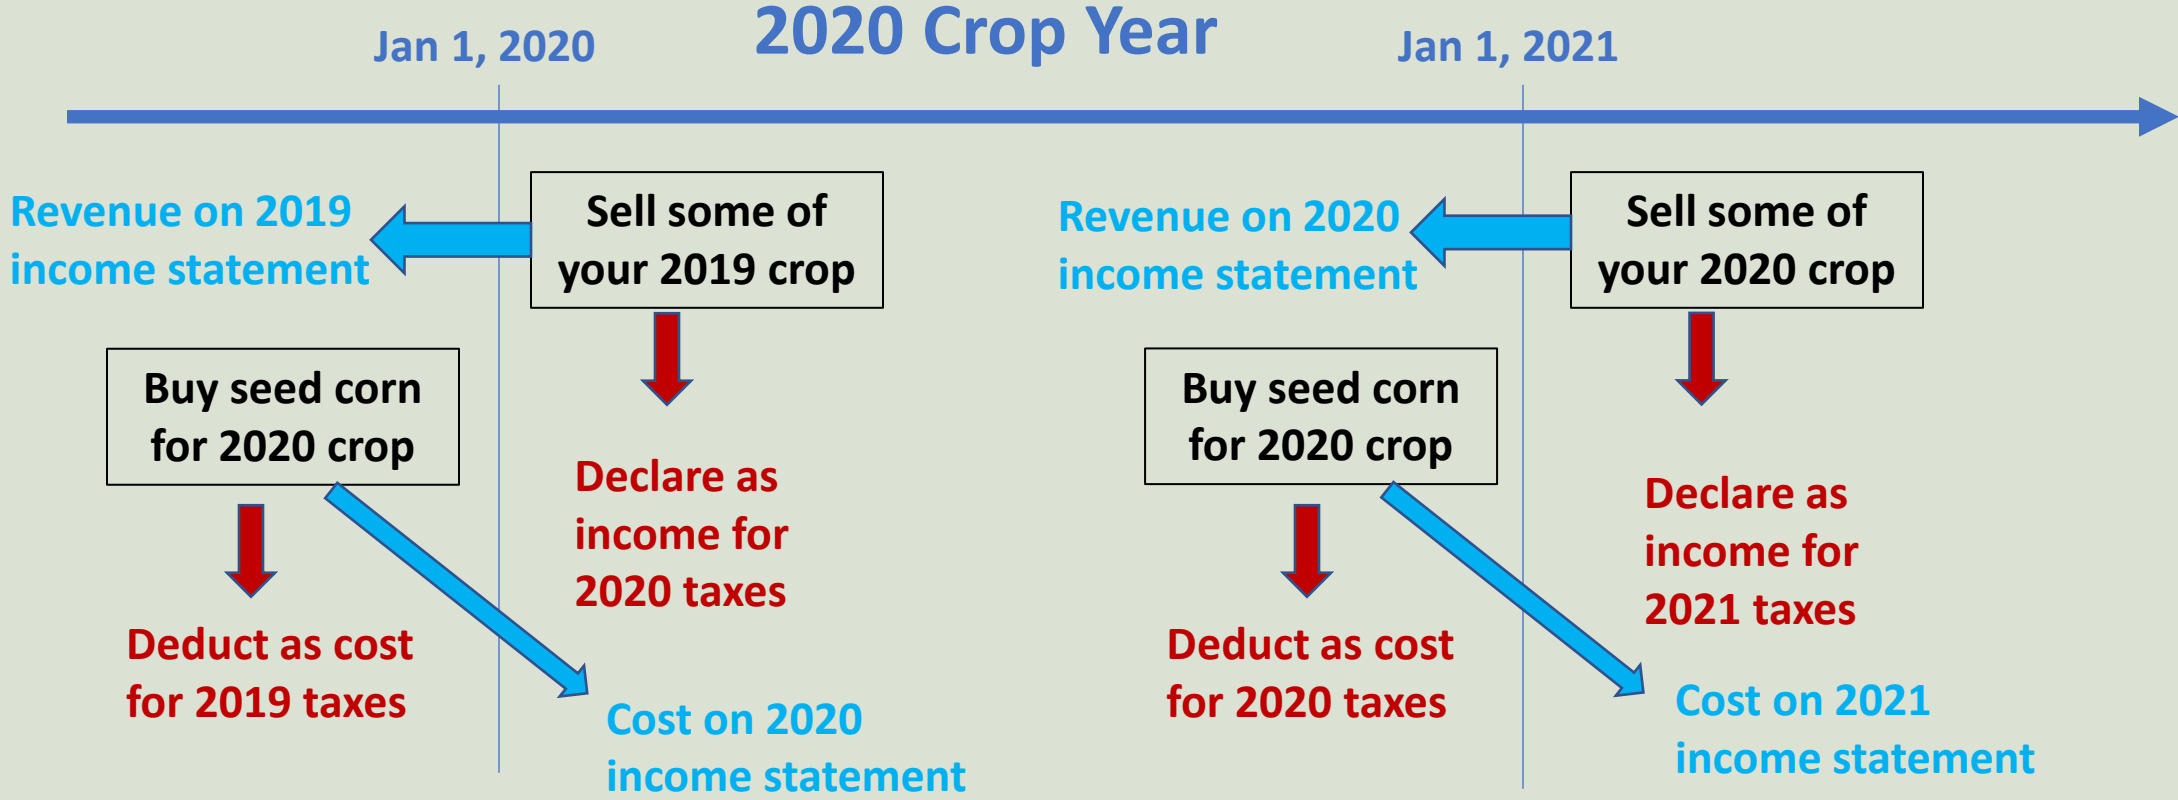 2020 Crop Year
Jan 1, 2020
Jan 1, 2021
Revenue on 2019
income statement
Sell some of
your 2019 crop
Buy seed corn
for 2020 crop
Declare as
income for
2020 taxes
Deduct as cost
for 2019 taxes
Cost on 2020
income statement
Revenue on 2020
income statement
Sell some of
your 2020 crop
Buy seed corn
for 2020 crop
Declare as
income for
2021 taxes
Deduct as cost
for 2020 taxes
Cost on 2021
income statement